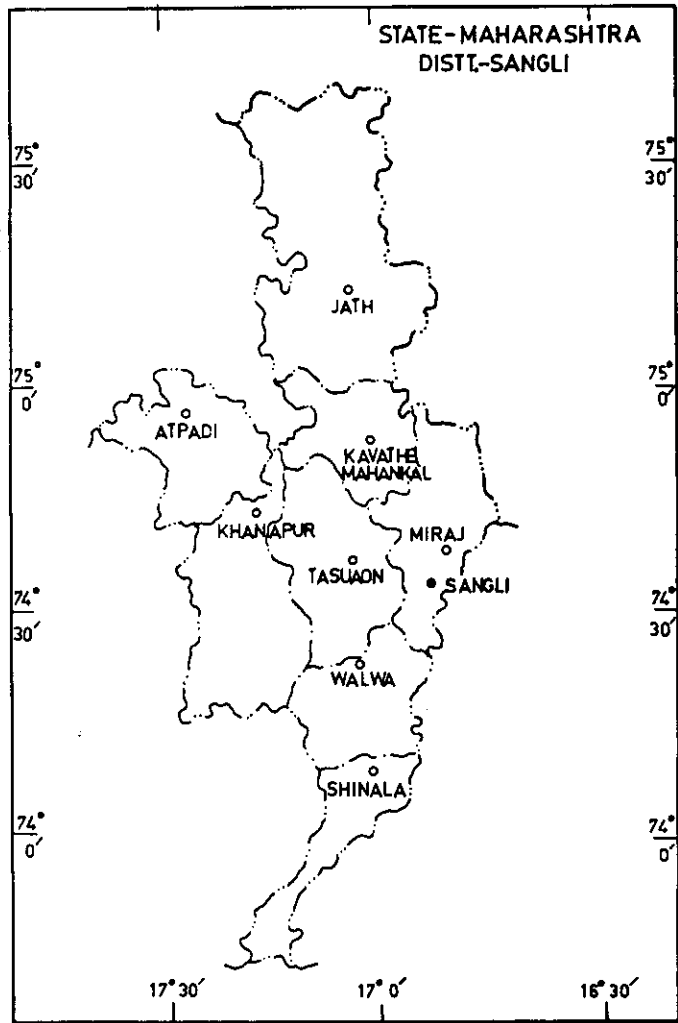 STATE-MAHARASHTRA
DISTT.-SANGLI
75°
30′
75°
30′
JATH
75°
0′
75°
0′
ATPADI
KAVATHE
MAHANKAL
KHANAPUR
MIRAJ
TASUAON
SANGLI
74°
30′
74°
30′
WALWA
SHINALA
74°
0′
74°
0′
17° 30′
17° 0′
16° 30′